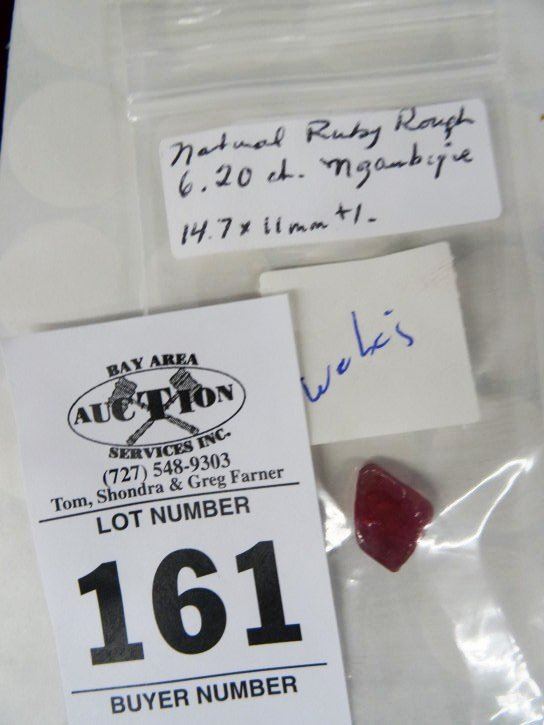 Natural Ruby Rough
6.20 ct. Mgambique
14.7 x 11mm +/-
BAY AREA
AUCTION
SERVICES INC.
(727) 548-9303
Tom, Shondra & Greg Farner
LOT NUMBER
161
BUYER NUMBER